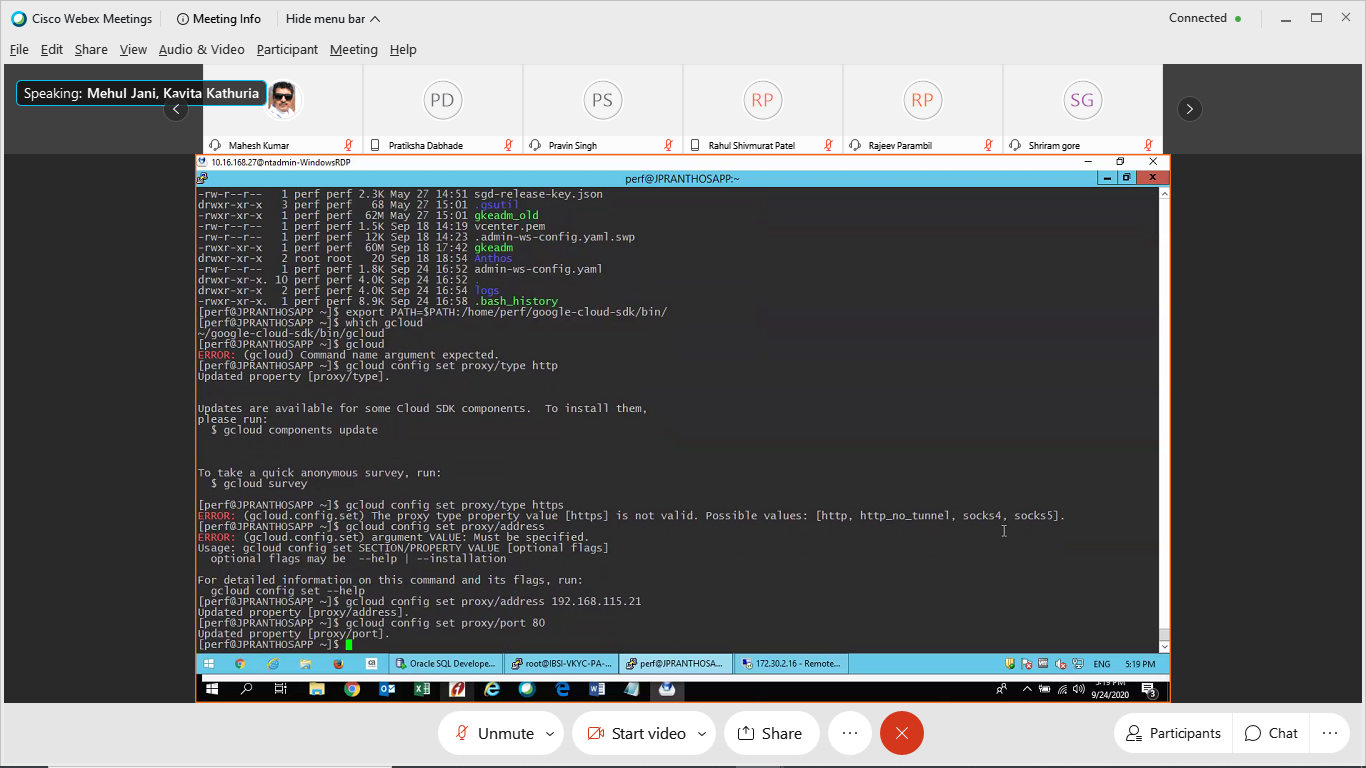 Cisco Webex Meetings
Meeting Info
Hide menu bar
Connected
File Edit Share View Audio & Video Participant Meeting Help
Speaking: Mehul Jani, Kavita Kathuria
PD PS RP RP SG
Mahesh Kumar
Pratiksha Dabhade
Pravin Singh
Rahul Shivmurat Patel
Rajeev Parambil
Shriram gore
10.16.168.27@ntadmin-WindowsRDP
perf@JPRANTHOSAPP:~
-rw-r--r-- 1 perf perf 2.3K May 27 14:51 sgd-release-key.json
drwxr-xr-x 3 perf perf 68 May 27 15:01 .gsutil
-rwxr-xr-x 1 perf perf 62M May 27 15:01 gkeadm_old
-rw-r--r-- 1 perf perf 1.5K Sep 18 14:19 vcenter.pem
-rw-r--r-- 1 perf perf 12K Sep 18 14:23 .admin-ws-config.yaml.swp
-rwxr-xr-x 1 perf perf 60M Sep 18 17:42 gkeadm
drwxr-xr-x 2 root root 20 Sep 18 18:54 Anthos
-rw-r--r-- 1 perf perf 1.8K Sep 24 16:52 admin-ws-config.yaml
drwxr-xr-x. 10 perf perf 4.0K Sep 24 16:52 .
drwxr-xr-x 2 perf perf 4.0K Sep 24 16:54 logs
-rwxr-xr-x. 1 perf perf 8.9K Sep 24 16:58 .bash_history
[perf@JPRANTHOSAPP ~]$ export PATH=$PATH:/home/perf/google-cloud-sdk/bin/
[perf@JPRANTHOSAPP ~]$ which gcloud
~/google-cloud-sdk/bin/gcloud
[perf@JPRANTHOSAPP ~]$ gcloud
ERROR: (gcloud) Command name argument expected.
[perf@JPRANTHOSAPP ~]$ gcloud config set proxy/type http
Updated property [proxy/type].
Updates are available for some Cloud SDK components. To install them,
please run:
$ gcloud components update
To take a quick anonymous survey, run:
$ gcloud survey
[perf@JPRANTHOSAPP ~]$ gcloud config set proxy/type https
ERROR: (gcloud.config.set) The proxy type property value [https] is not valid. Possible values: [http, http_no_tunnel, socks4, socks5].
[perf@JPRANTHOSAPP ~]$ gcloud config set proxy/address
ERROR: (gcloud.config.set) argument VALUE: Must be specified.
Usage: gcloud config set SECTION/PROPERTY VALUE [optional flags]
optional flags may be --help | --installation
For detailed information on this command and its flags, run:
gcloud config set --help
[perf@JPRANTHOSAPP ~]$ gcloud config set proxy/address 192.168.115.21
Updated property [proxy/address].
[perf@JPRANTHOSAPP ~]$ gcloud config set proxy/port 80
Updated property [proxy/port].
[perf@JPRANTHOSAPP ~]$
Oracle SQL Develope...
root@IBSI-VKYC-PA-...
perf@JPRANTHOSA...
172.30.2.16 - Remote...
ENG 5:19 PM
9/24/2020
3
Unmute
Start video
Share
Participants
Chat